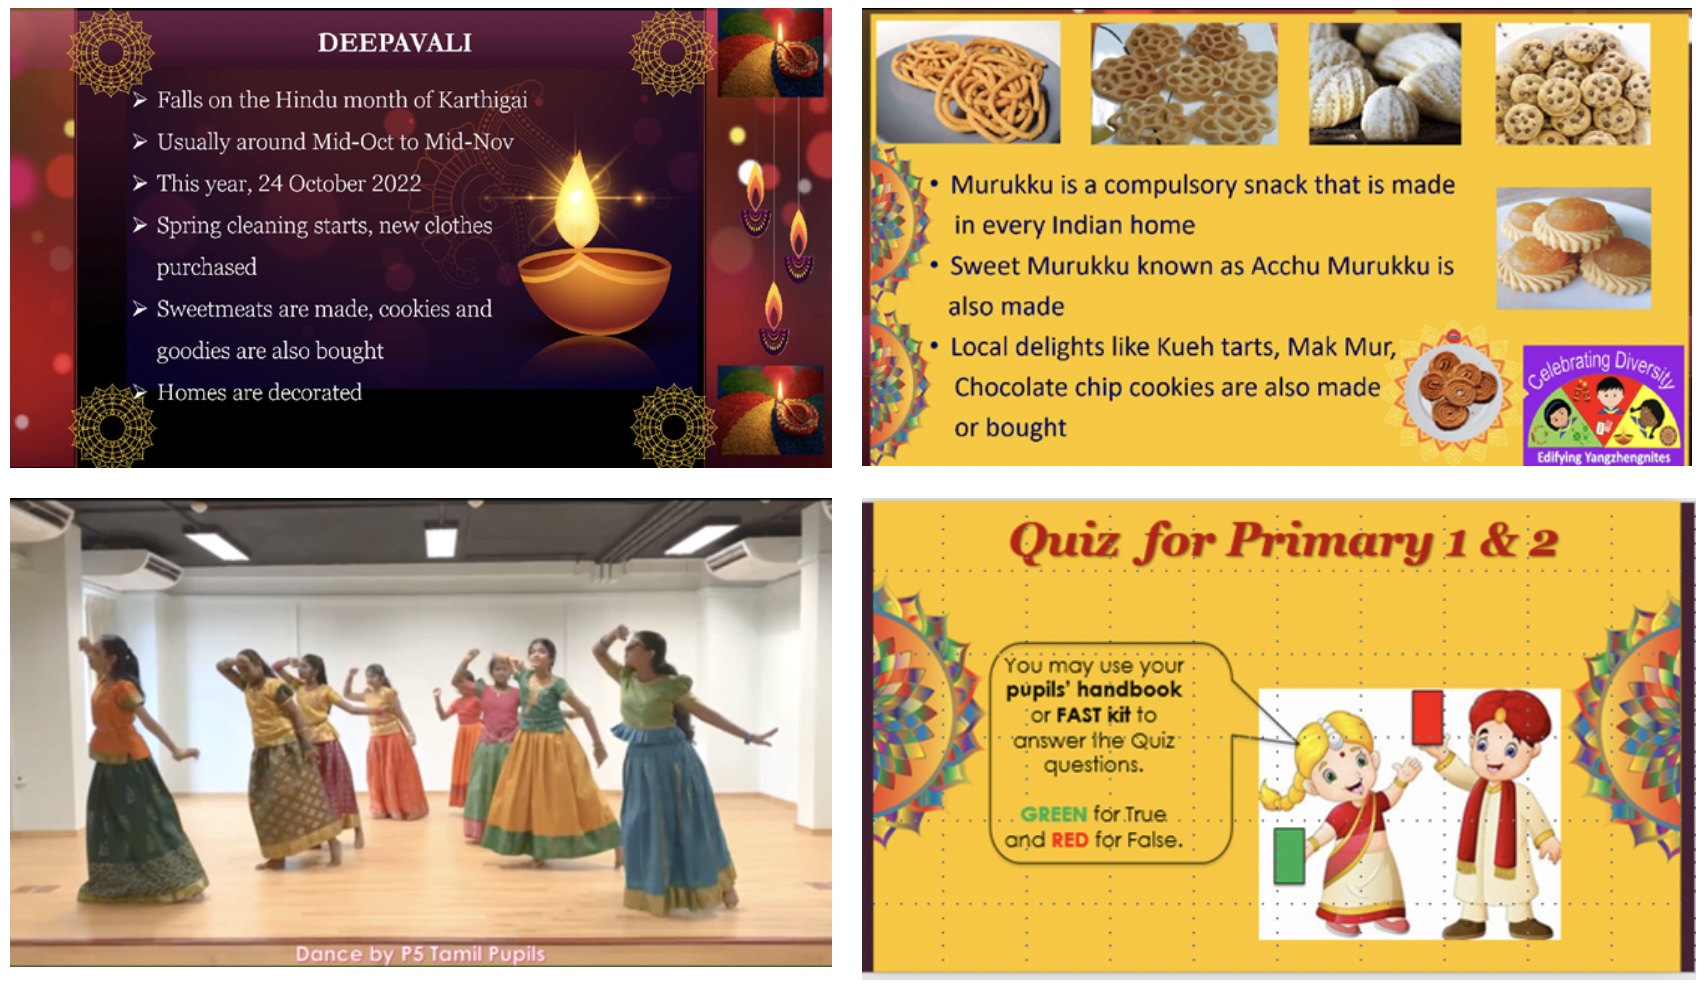 DEEPAVALI
➢ Falls on the Hindu month of Karthigai
➢ Usually around Mid-Oct to Mid-Nov
➢ This year, 24 October 2022
➢ Spring cleaning starts, new clothes
purchased
➢ Sweetmeats are made, cookies and
goodies are also bought
➢ Homes are decorated
• Murukku is a compulsory snack that is made
in every Indian home
• Sweet Murukku known as Acchu Murukku is
also made
• Local delights like Kueh tarts, Mak Mur,
Chocolate chip cookies are also made
or bought
Celebrating Diversity
Edifying Yangzhengnites
Dance by P5 Tamil Pupils
Quiz for Primary 1 & 2
You may use your
pupils' handbook
or FAST kit to
answer the Quiz
questions.
GREEN for True
and RED for False.